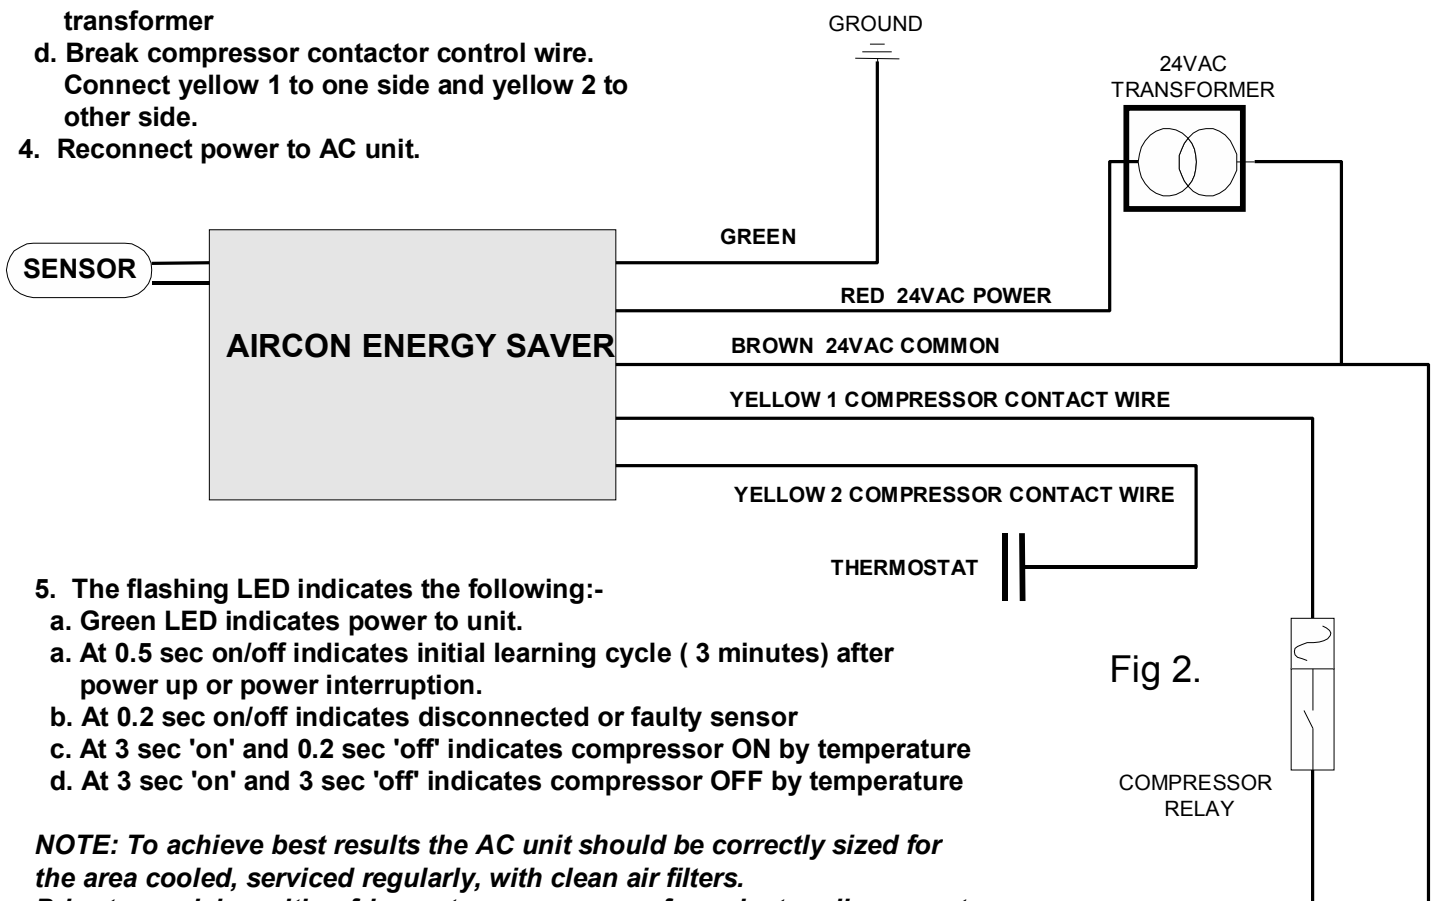 transformer
d. Break compressor contactor control wire.
Connect yellow 1 to one side and yellow 2 to
other side.
4. Reconnect power to AC unit.
GROUND
24VAC
TRANSFORMER
SENSOR
AIRCON ENERGY SAVER
GREEN
RED 24VAC POWER
BROWN 24VAC COMMON
YELLOW 1 COMPRESSOR CONTACT WIRE
YELLOW 2 COMPRESSOR CONTACT WIRE
THERMOSTAT
5. The flashing LED indicates the following:-
a. Green LED indicates power to unit.
a. At 0.5 sec on/off indicates initial learning cycle ( 3 minutes) after
power up or power interruption.
b. At 0.2 sec on/off indicates disconnected or faulty sensor
c. At 3 sec 'on' and 0.2 sec 'off' indicates compressor ON by temperature
d. At 3 sec 'on' and 3 sec 'off' indicates compressor OFF by temperature
Fig 2.
COMPRESSOR
RELAY
NOTE: To achieve best results the AC unit should be correctly sized for
the area cooled, serviced regularly, with clean air filters.